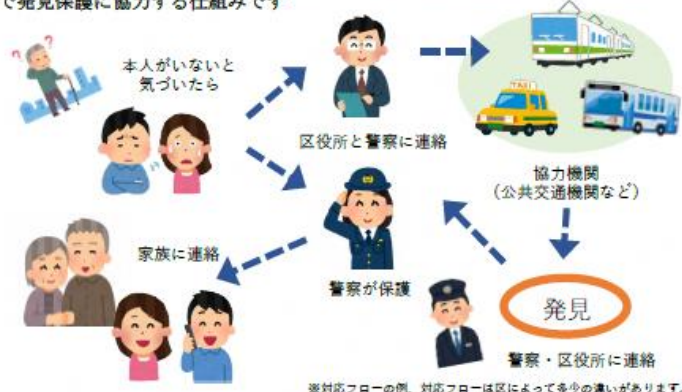 で発見保護に協力する仕組みです
本人がいないと
気づいたら
区役所と警察に連絡
TAXI
協力機関
(公共交通機関など)
家族に連絡
警察が保護
発見
警察・区役所に連絡
※対応フローの例 対応フローは区によって多少の違いがあります。